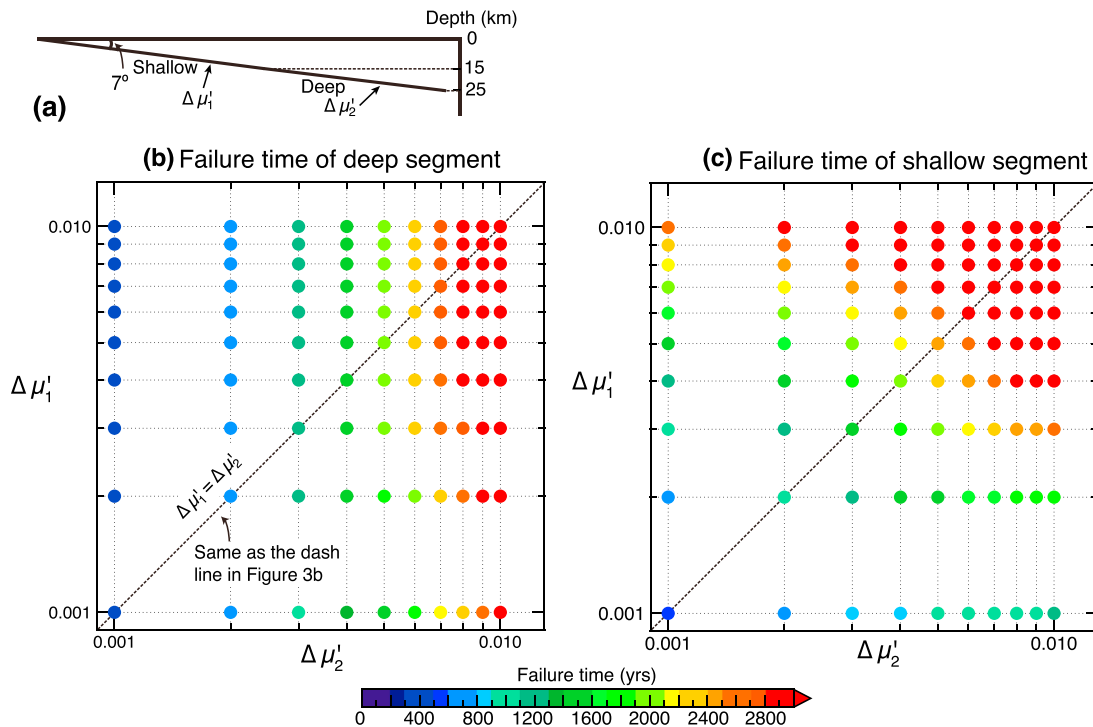 Depth (km)
0
7° Shallow
15
Deep
25
Δ μ'₁
Δ μ'₂
(a)
(b) Failure time of deep segment
0.010
Δ μ'₁
0.001
Δ μ'₁ = Δ μ'₂
Same as the dash
line in Figure 3b
0.001
0.010
Δ μ'₂
(c) Failure time of shallow segment
0.010
Δ μ'₁
0.001
0.001
0.010
Δ μ'₂
Failure time (yrs)
0 400 800 1200 1600 2000 2400 2800